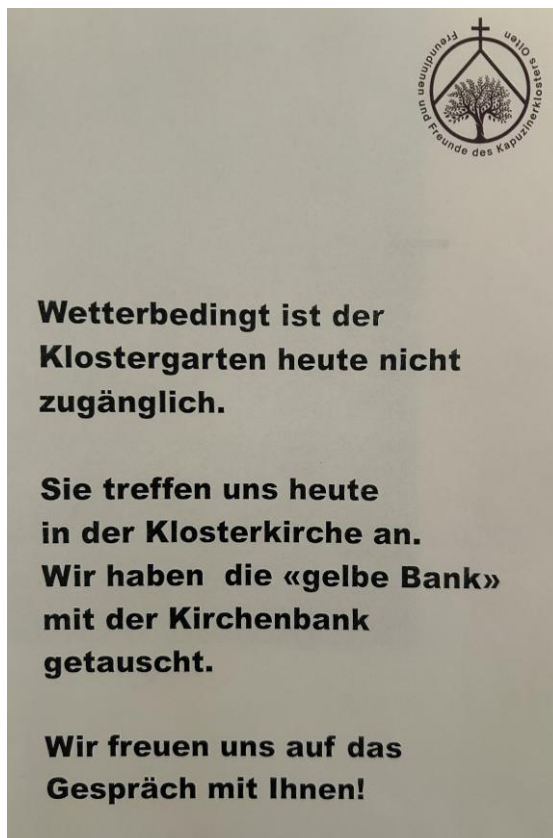 Freundinnen und Freunde des Kapuzinerklosters Olten
Wetterbedingt ist der
Klostergarten heute nicht
zugänglich.
Sie treffen uns heute
in der Klosterkirche an.
Wir haben die «gelbe Bank»
mit der Kirchenbank
getauscht.
Wir freuen uns auf das
Gespräch mit Ihnen!